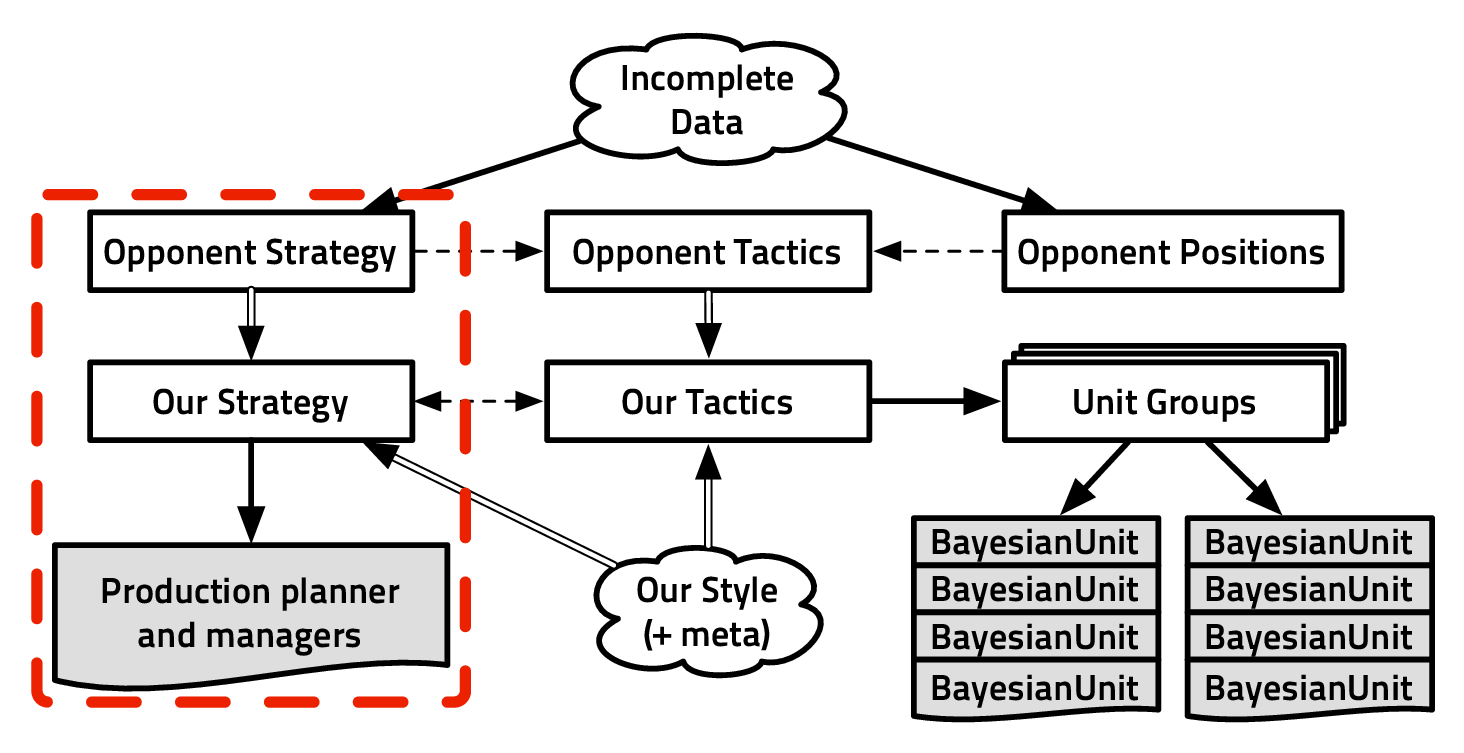 Incomplete
Data
Opponent Strategy
Opponent Tactics
Opponent Positions
Our Strategy
Our Tactics
Unit Groups
Production planner
and managers
Our Style
(+ meta)
BayesianUnit
BayesianUnit
BayesianUnit
BayesianUnit
BayesianUnit
BayesianUnit
BayesianUnit
BayesianUnit